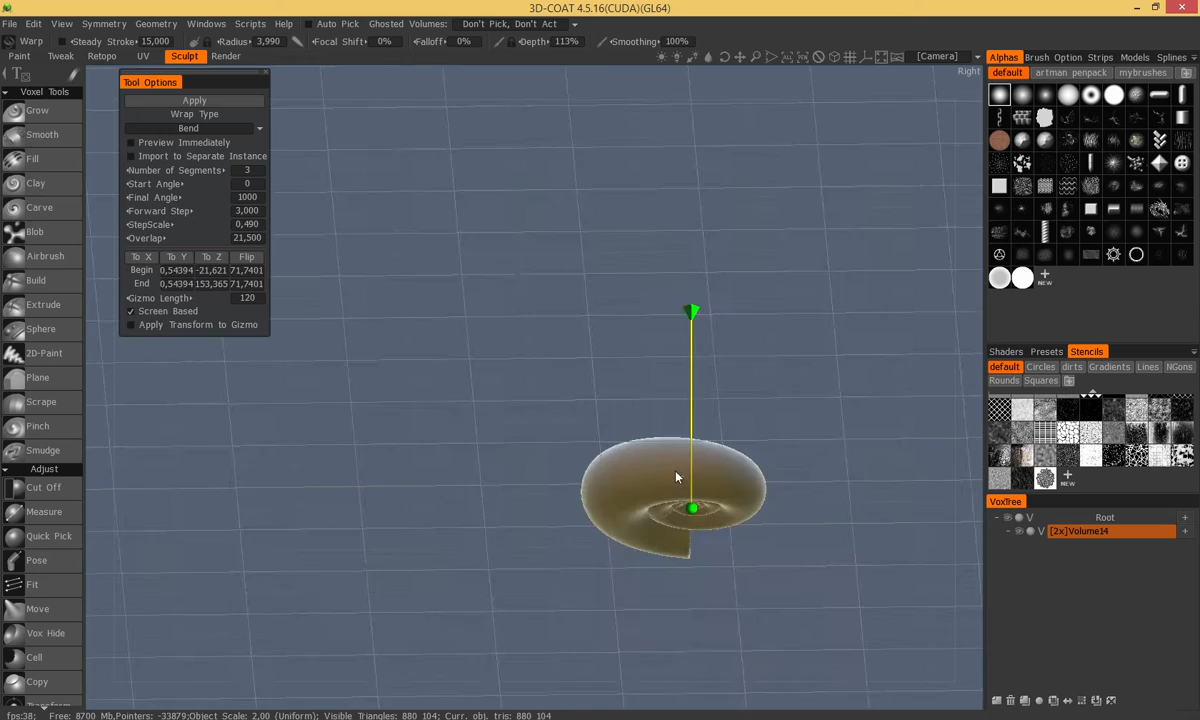 3D-COAT 4.5.16(CUDA)(GL64)
File Edit View Symmetry Geometry Windows Scripts Help Auto Pick Ghosted Volumes: Don't Pick, Don't Act
Warp Steady Stroke 15,000 Radius 3,990 Focal Shift 0% Falloff 0% Depth 113% Smoothing 100%
Paint Tweak Retopo UV Sculpt Render [Camera]
Right
Voxel Tools
Grow
Smooth
Fill
Clay
Carve
Blob
Airbrush
Build
Extrude
Sphere
2D-Paint
Plane
Scrape
Pinch
Smudge
Adjust
Cut Off
Measure
Quick Pick
Pose
Fit
Move
Vox Hide
Cell
Copy
Transform
Tool Options
Apply
Wrap Type
Bend
Preview Immediately
Import to Separate Instance
Number of Segments 3
Start Angle 0
Final Angle 1000
Forward Step 3,000
StepScale 0,490
Overlap 21,500
To X To Y To Z Flip
Begin 0,54394 -21,621 71,7401
End 0,54394 153,365 71,7401
Gizmo Length 120
Screen Based
Apply Transform to Gizmo
Alphas Brush Option Strips Models Splines
default artman penpack mybrushes
NEW
Shaders Presets Stencils
default Circles dirts Gradients Lines NGons
Rounds Squares
NEW
VoxTree
V Root +
V [2x]Volume14 +
fps:38; Free: 8700 Mb,Pointers: -33879;Object Scale: 2,00 (Uniform); Visible Triangles: 880 104; Curr. obj. tris: 880 104